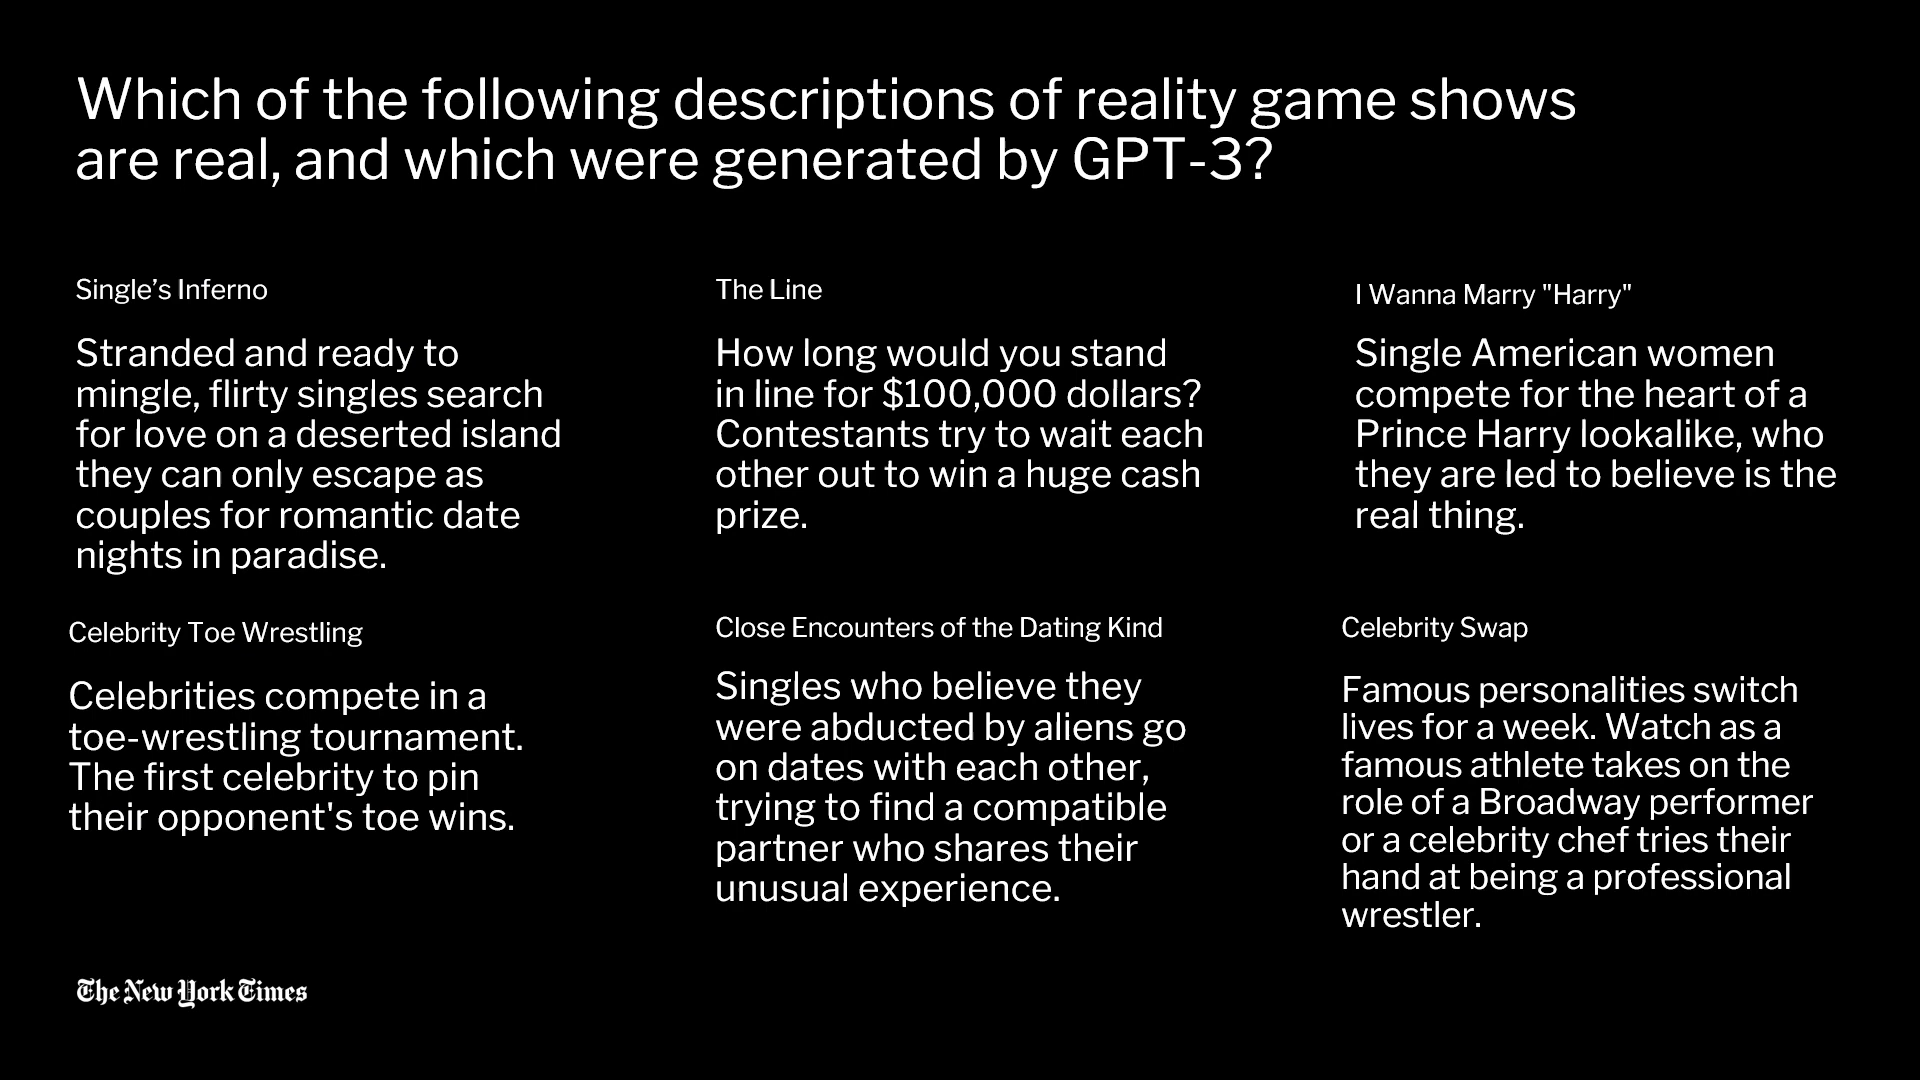 Which of the following descriptions of reality game shows
are real, and which were generated by GPT-3?
Single’s Inferno
Stranded and ready to
mingle, flirty singles search
for love on a deserted island
they can only escape as
couples for romantic date
nights in paradise.
The Line
How long would you stand
in line for $100,000 dollars?
Contestants try to wait each
other out to win a huge cash
prize.
I Wanna Marry "Harry"
Single American women
compete for the heart of a
Prince Harry lookalike, who
they are led to believe is the
real thing.
Celebrity Toe Wrestling
Celebrities compete in a
toe-wrestling tournament.
The first celebrity to pin
their opponent's toe wins.
Close Encounters of the Dating Kind
Singles who believe they
were abducted by aliens go
on dates with each other,
trying to find a compatible
partner who shares their
unusual experience.
Celebrity Swap
Famous personalities switch
lives for a week. Watch as a
famous athlete takes on the
role of a Broadway performer
or a celebrity chef tries their
hand at being a professional
wrestler.
The New York Times